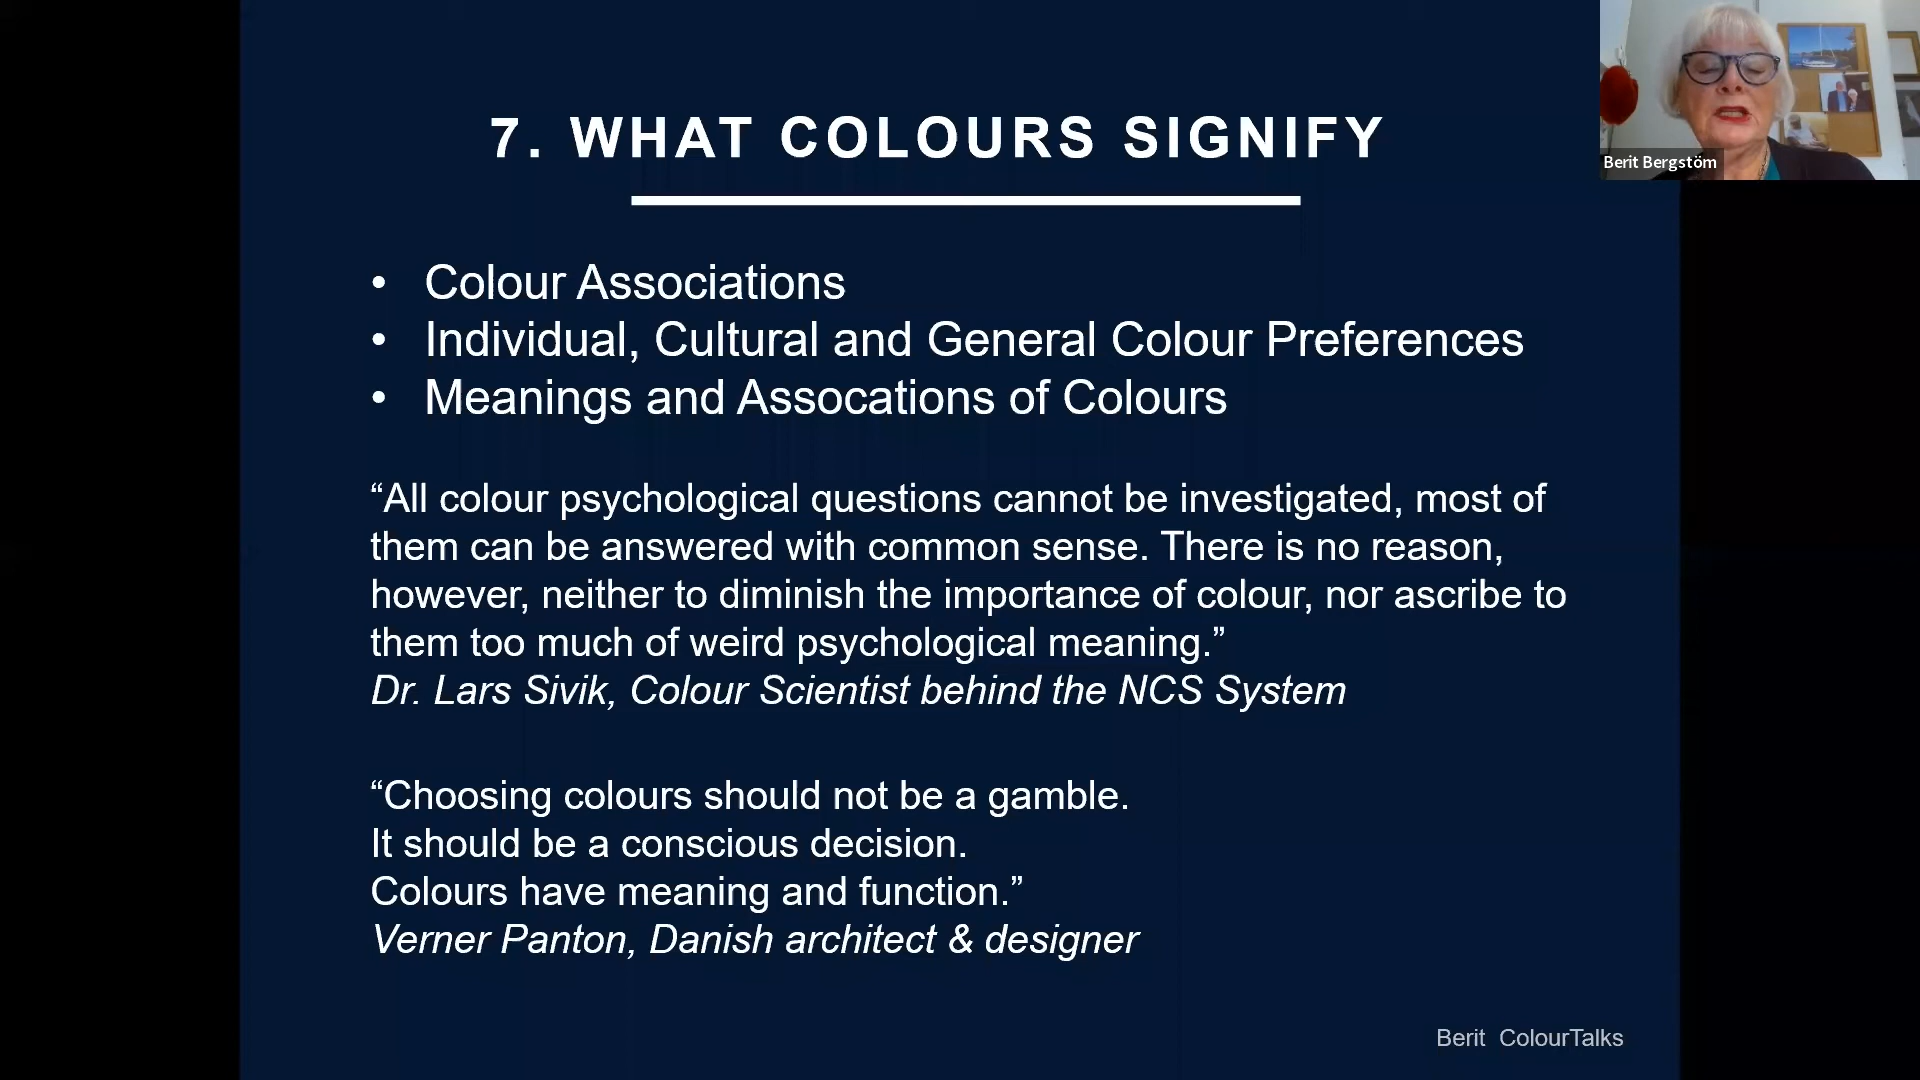 7. WHAT COLOURS SIGNIFY
Berit Bergstöm
• Colour Associations
• Individual, Cultural and General Colour Preferences
• Meanings and Assocations of Colours
“All colour psychological questions cannot be investigated, most of
them can be answered with common sense. There is no reason,
however, neither to diminish the importance of colour, nor ascribe to
them too much of weird psychological meaning.”
Dr. Lars Sivik, Colour Scientist behind the NCS System
“Choosing colours should not be a gamble.
It should be a conscious decision.
Colours have meaning and function.”
Verner Panton, Danish architect & designer
Berit ColourTalks